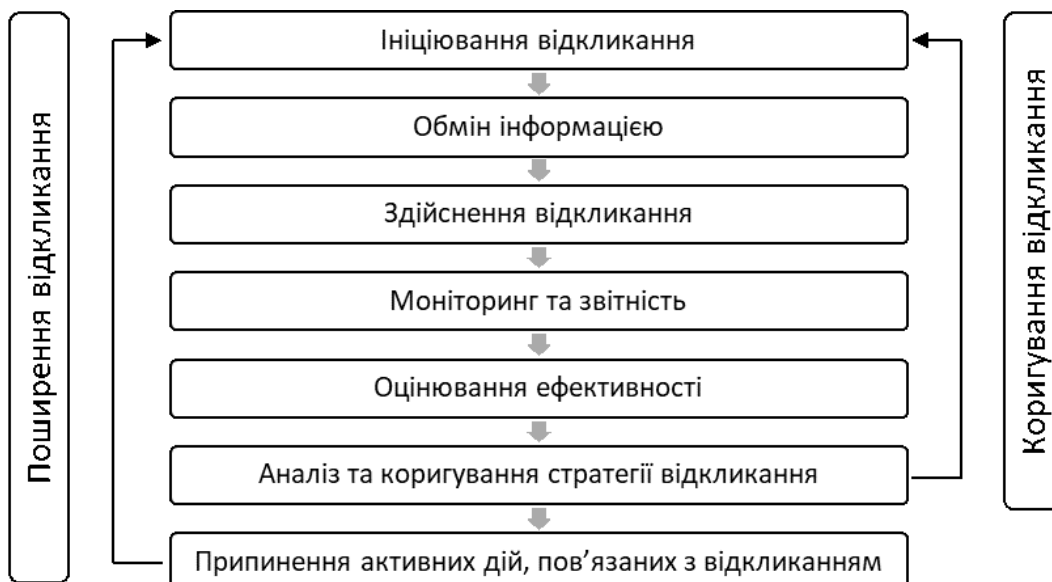 Поширення відкликання
Ініціювання відкликання
Обмін інформацією
Здійснення відкликання
Моніторинг та звітність
Оцінювання ефективності
Аналіз та коригування стратегії відкликання
Припинення активних дій, пов’язаних з відкликанням
Коригування відкликання